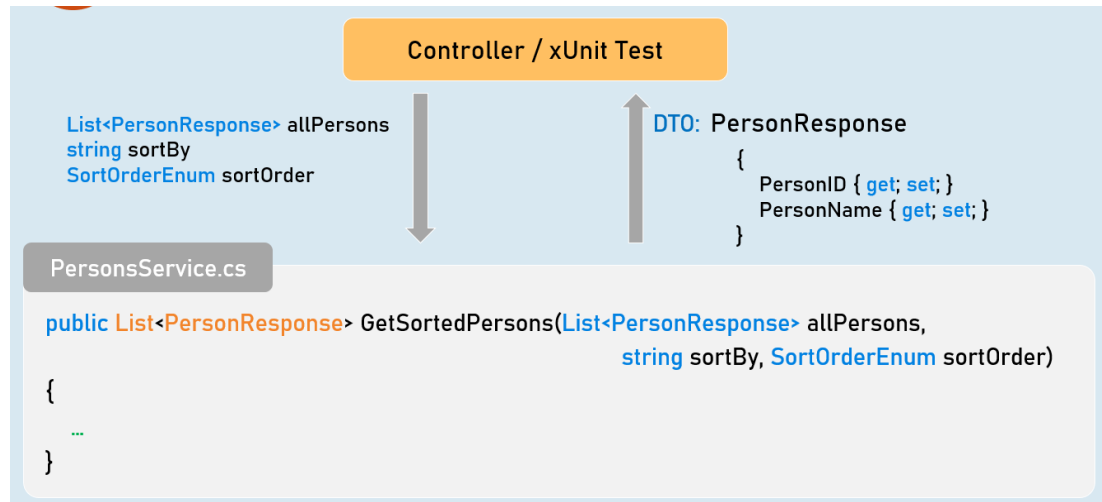 Controller / xUnit Test
List<PersonResponse> allPersons
string sortBy
SortOrderEnum sortOrder
DTO: PersonResponse
{
PersonID { get; set; }
PersonName { get; set; }
}
PersonsService.cs
public List<PersonResponse> GetSortedPersons(List<PersonResponse> allPersons,
string sortBy, SortOrderEnum sortOrder)
{
...
}